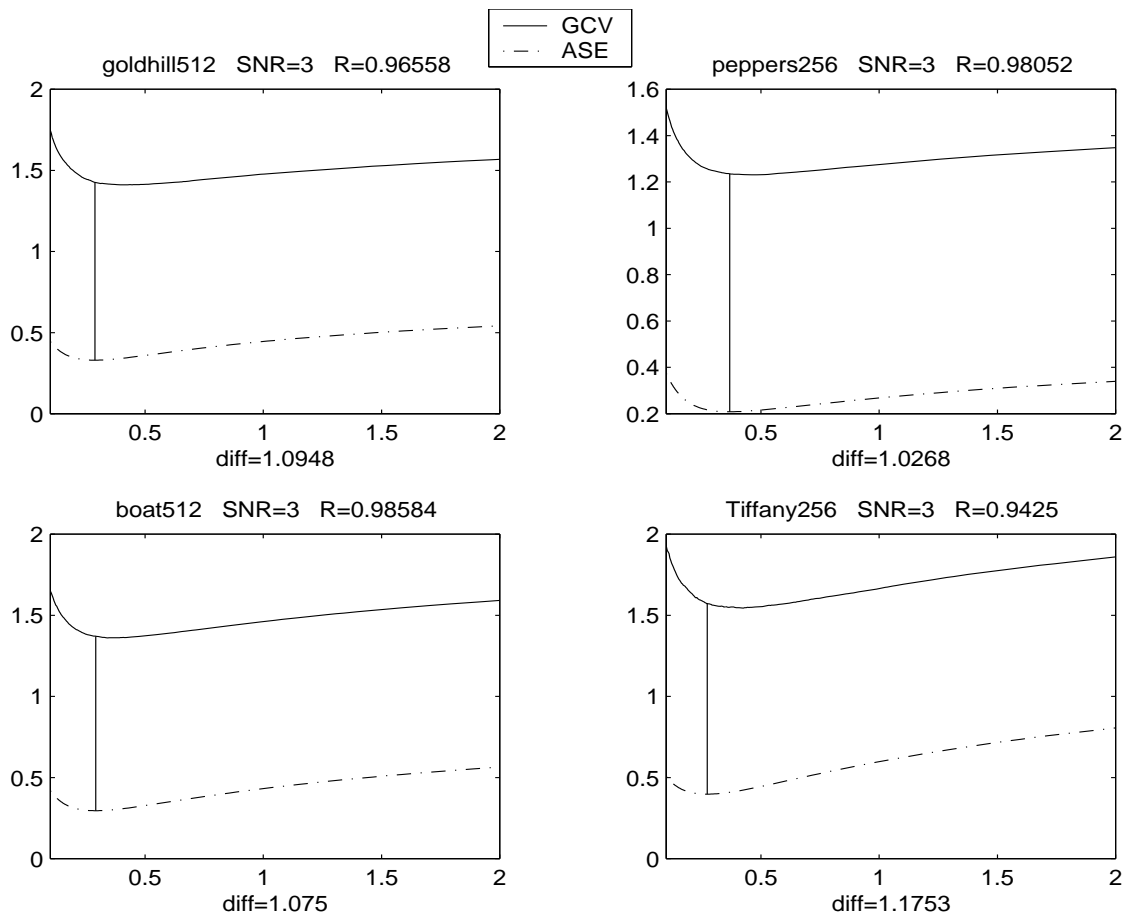 GCV
ASE
goldhill512 SNR=3 R=0.96558
2
1.5
1
0.5
0
0.5 1 1.5 2
diff=1.0948
peppers256 SNR=3 R=0.98052
1.6
1.4
1.2
1
0.8
0.6
0.4
0.2
0.5 1 1.5 2
diff=1.0268
boat512 SNR=3 R=0.98584
2
1.5
1
0.5
0
0.5 1 1.5 2
diff=1.075
Tiffany256 SNR=3 R=0.9425
2
1.5
1
0.5
0
0.5 1 1.5 2
diff=1.1753